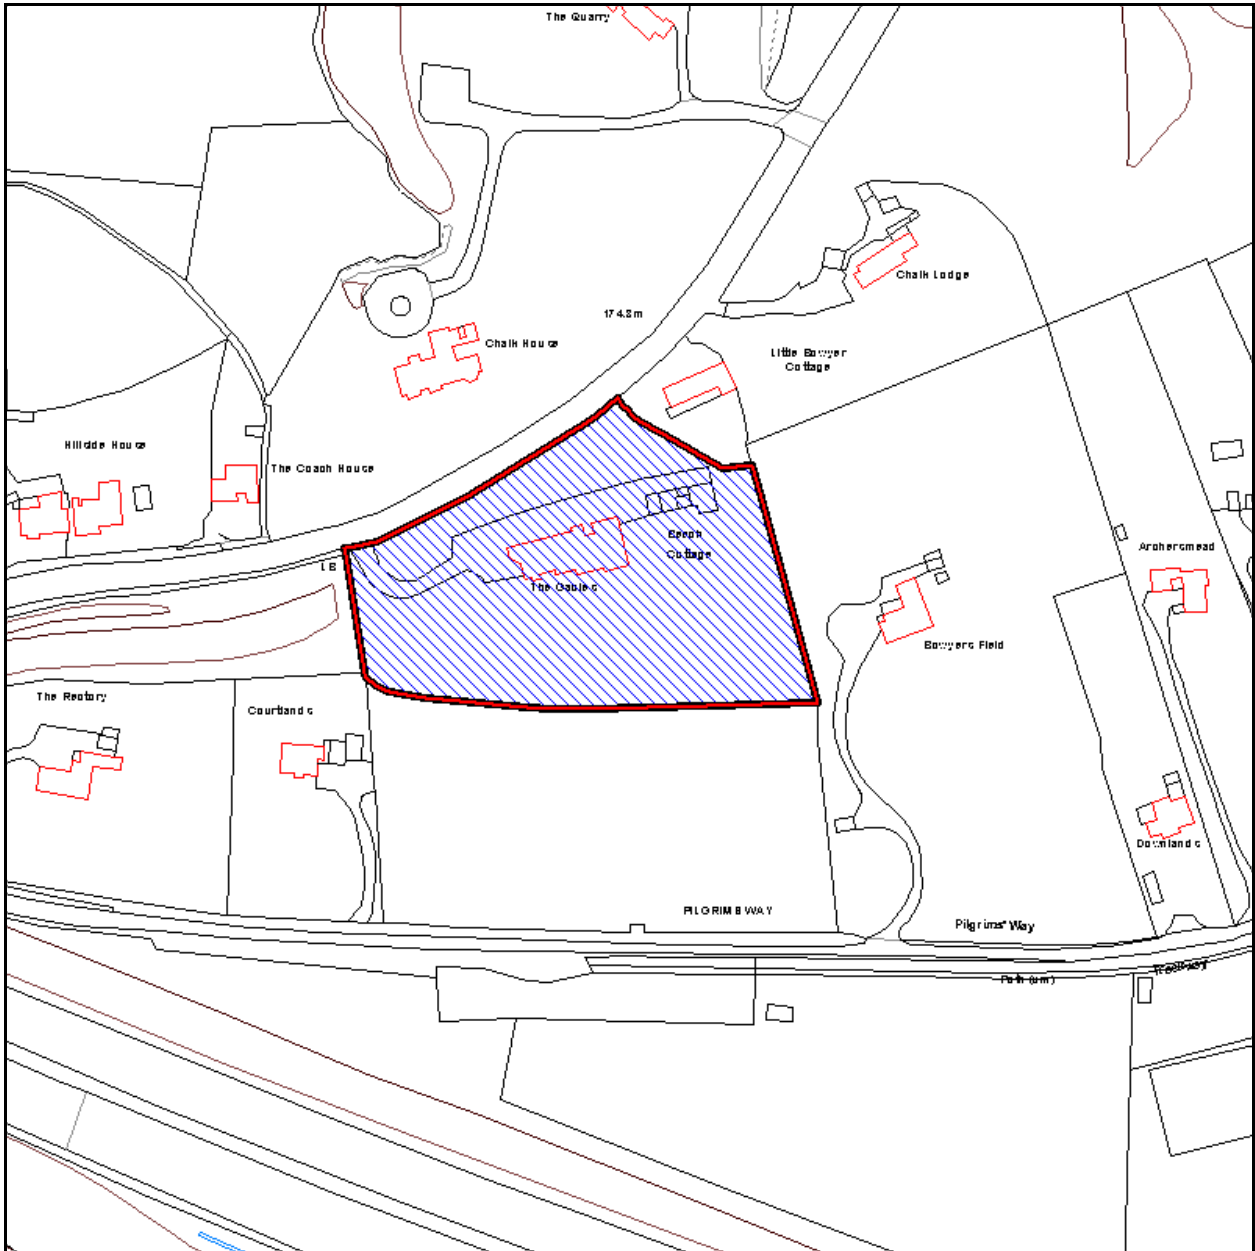 The Quarry
Chalk Lodge
174.8m
Chalk House
Little Bowyer
Cottage
Hillside House
The Coach House
Beech
Cottage
Archersmead
LB
The Gables
Bowyers Field
The Rectory
Courtlands
Downlands
PILGRIMS WAY
Pilgrims' Way
Path (um)
Trackway